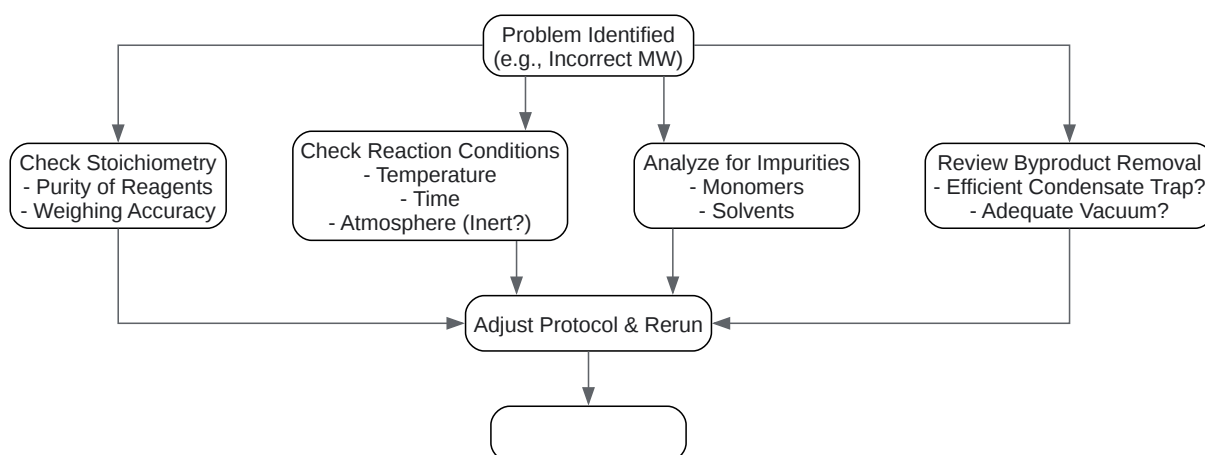 Problem Identified
(e.g., Incorrect MW)
Check Stoichiometry
- Purity of Reagents
- Weighing Accuracy
Check Reaction Conditions
- Temperature
- Time
- Atmosphere (Inert?)
Analyze for Impurities
- Monomers
- Solvents
Review Byproduct Removal
- Efficient Condensate Trap?
- Adequate Vacuum?
Adjust Protocol & Rerun